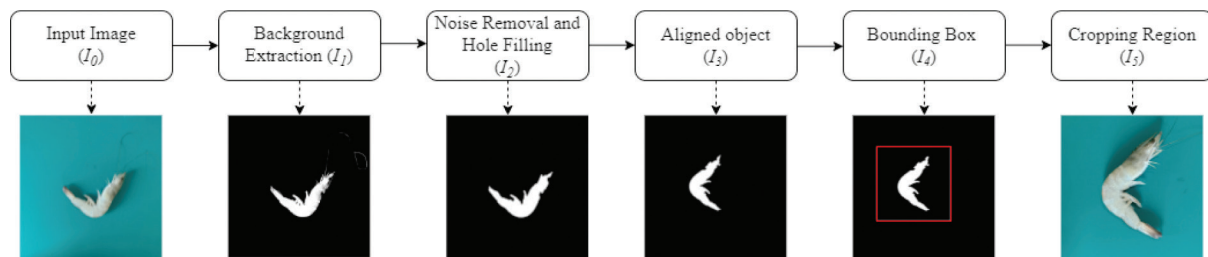 Input Image
(I₀)
Background
Extraction (I₁)
Noise Removal and
Hole Filling
(I₂)
Aligned object
(I₃)
Bounding Box
(I₄)
Cropping Region
(I₅)